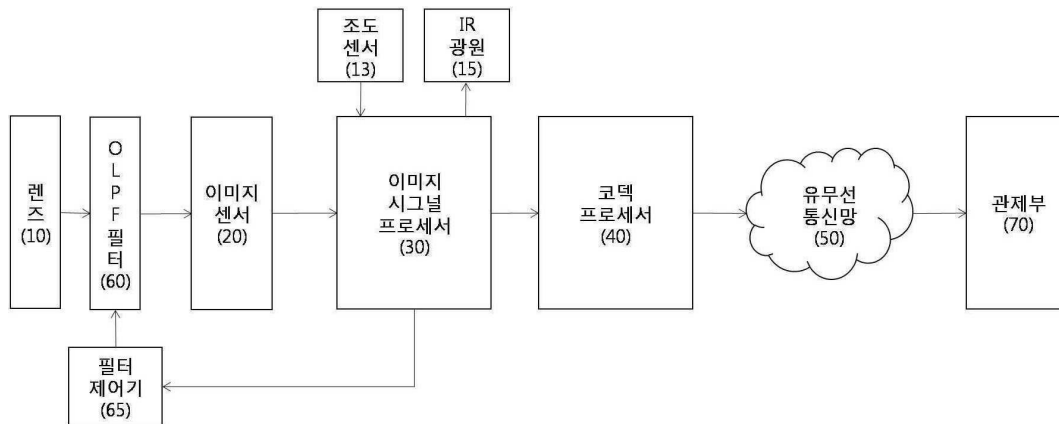 조도
센서
(13)
IR
광원
(15)
렌
즈
(10)
O
L
P
F
필
터
(60)
이미지
센서
(20)
이미지
시그널
프로세서
(30)
코덱
프로세서
(40)
유무선
통신망
(50)
관제부
(70)
필터
제어기
(65)